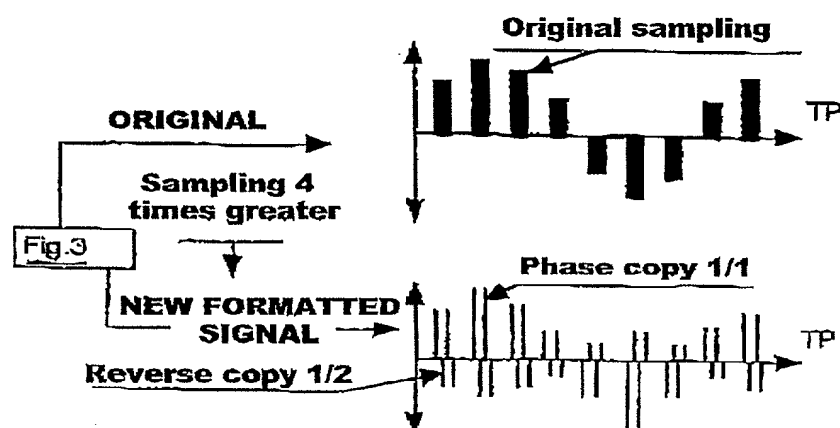 Original sampling
TP
ORIGINAL
Sampling 4
times greater
Fig.3
Phase copy 1/1
NEW FORMATTED
SIGNAL
TP
Reverse copy 1/2